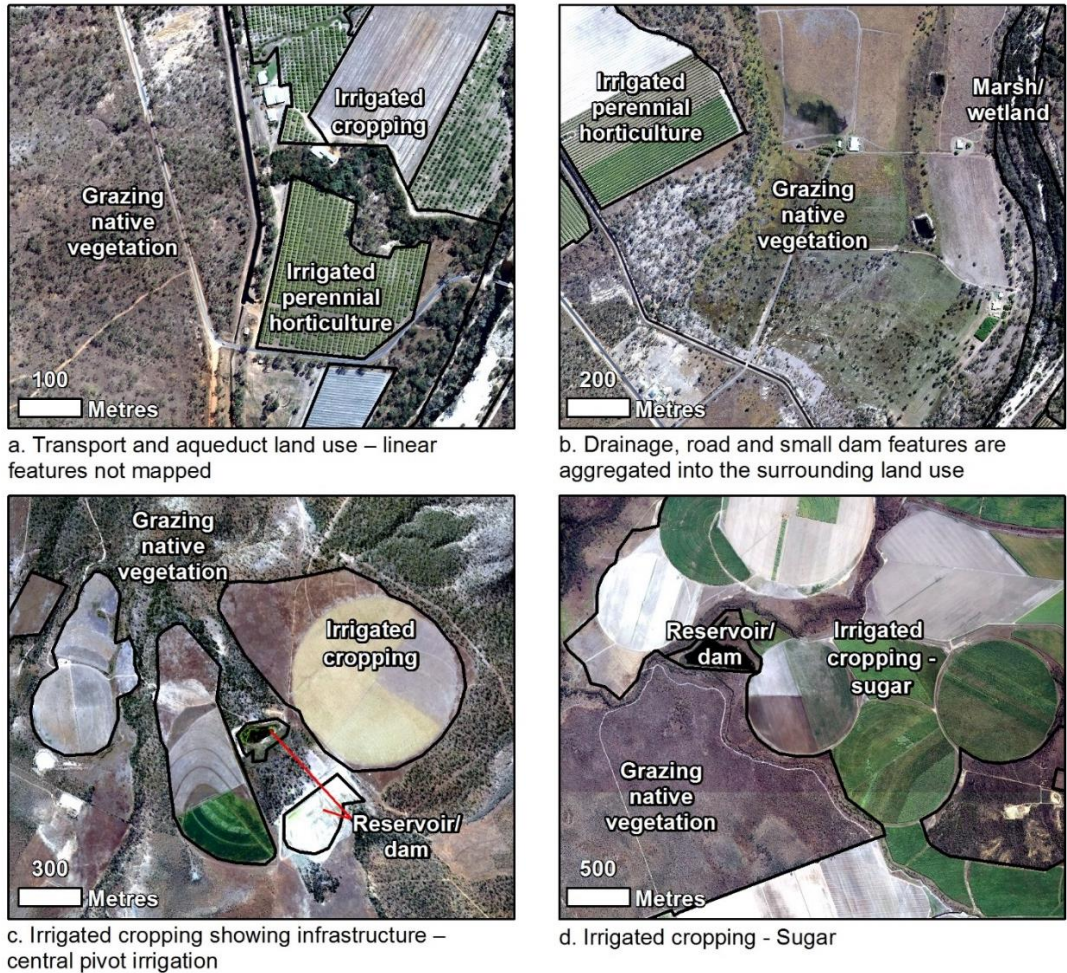 Irrigated
cropping
Grazing
native
vegetation
Irrigated
perennial
horticulture
100
Metres
a. Transport and aqueduct land use – linear
features not mapped
Irrigated
perennial
horticulture
Marsh/
wetland
Grazing
native
vegetation
200
Metres
b. Drainage, road and small dam features are
aggregated into the surrounding land use
Grazing
native
vegetation
Irrigated
cropping
Reservoir/
dam
300
Metres
c. Irrigated cropping showing infrastructure –
central pivot irrigation
Reservoir/
dam
Irrigated
cropping -
sugar
Grazing
native
vegetation
500
Metres
d. Irrigated cropping - Sugar